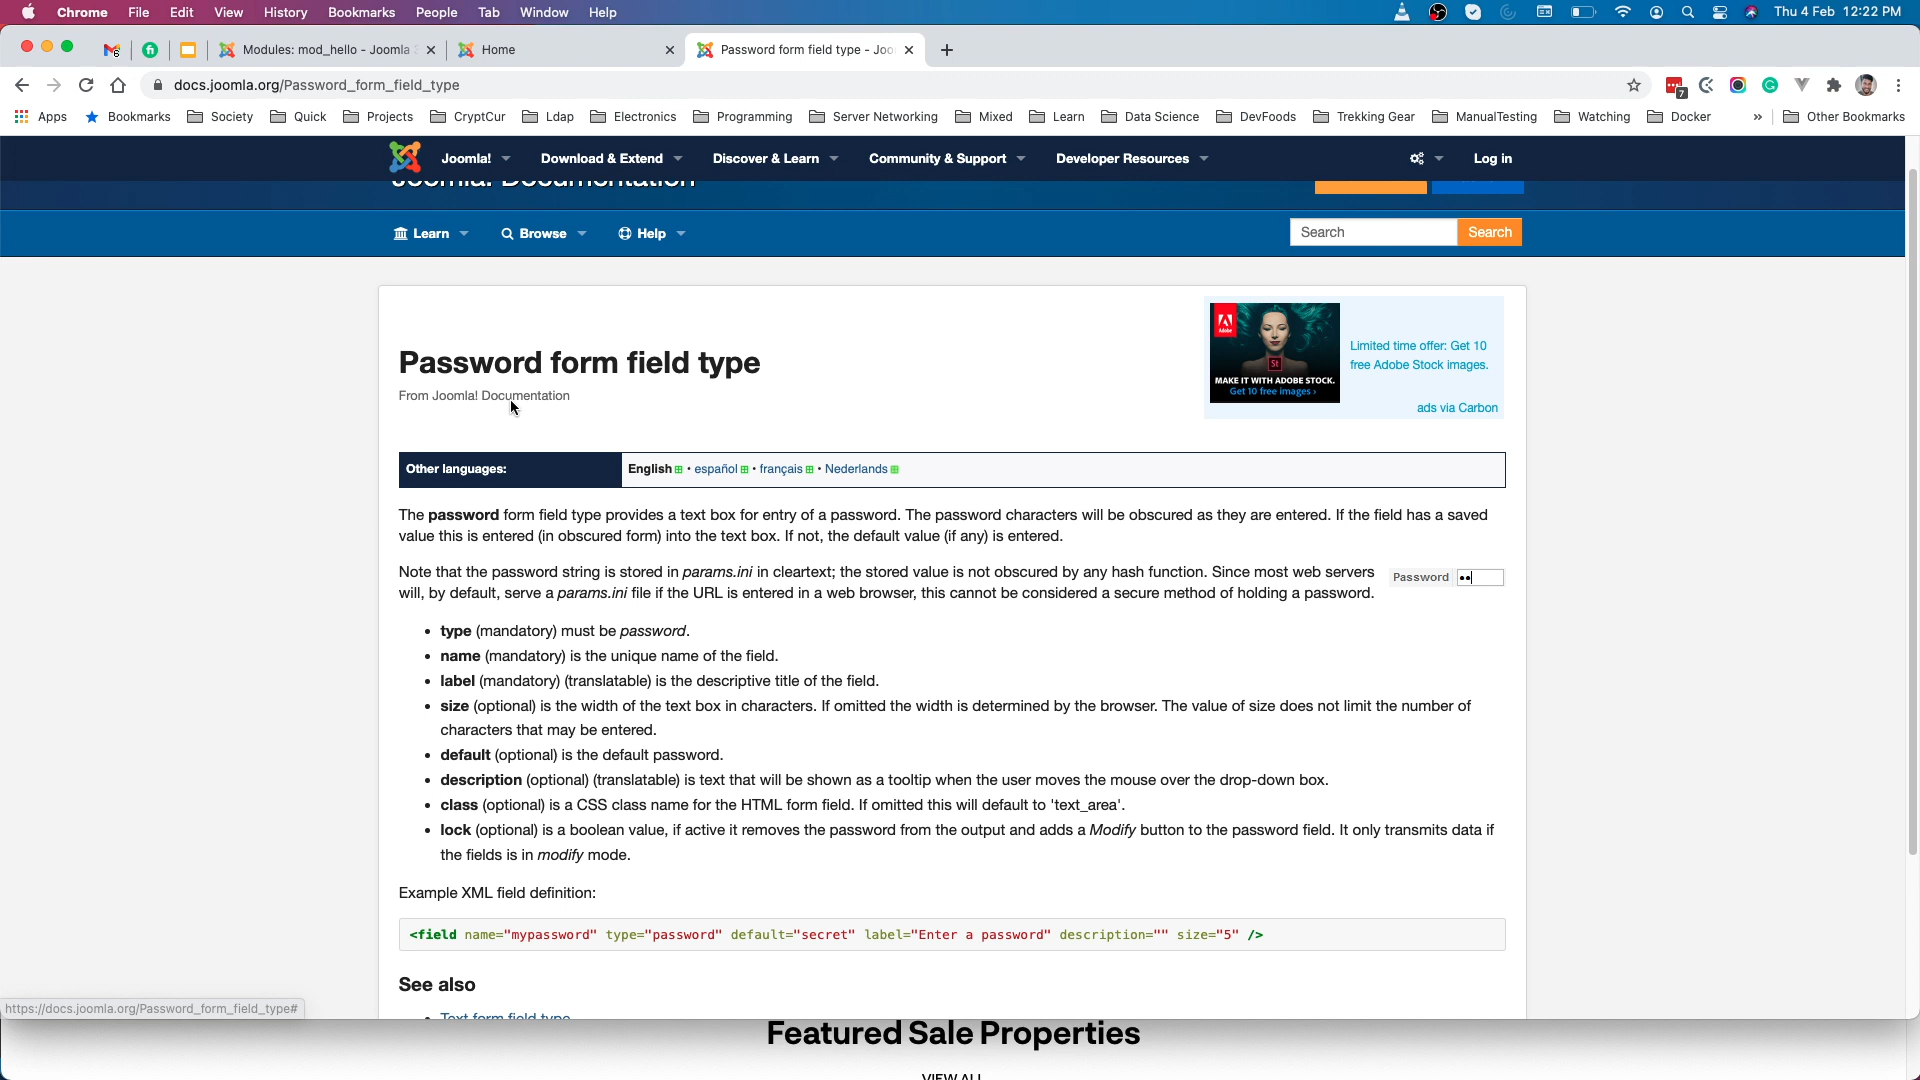 Chrome File Edit View History Bookmarks People Tab Window Help
Thu 4 Feb 12:22 PM
Modules: mod_hello - Joomla
Home
Password form field type - Joo
docs.joomla.org/Password_form_field_type
7
Apps Bookmarks Society Quick Projects CryptCur Ldap Electronics Programming Server Networking Mixed Learn Data Science DevFoods Trekking Gear ManualTesting Watching Docker » Other Bookmarks
Joomla! Download & Extend Discover & Learn Community & Support Developer Resources Log in
Joomla! Documentation
Learn Browse Help
Search Search
Adobe
St
MAKE IT WITH ADOBE STOCK.
Get 10 free images ›
Limited time offer: Get 10
free Adobe Stock images.
ads via Carbon
Password form field type
From Joomla! Documentation
Other languages: English • español • français • Nederlands
The password form field type provides a text box for entry of a password. The password characters will be obscured as they are entered. If the field has a saved
value this is entered (in obscured form) into the text box. If not, the default value (if any) is entered.
Note that the password string is stored in params.ini in cleartext; the stored value is not obscured by any hash function. Since most web servers
will, by default, serve a params.ini file if the URL is entered in a web browser, this cannot be considered a secure method of holding a password.
Password
• type (mandatory) must be password.
• name (mandatory) is the unique name of the field.
• label (mandatory) (translatable) is the descriptive title of the field.
• size (optional) is the width of the text box in characters. If omitted the width is determined by the browser. The value of size does not limit the number of
characters that may be entered.
• default (optional) is the default password.
• description (optional) (translatable) is text that will be shown as a tooltip when the user moves the mouse over the drop-down box.
• class (optional) is a CSS class name for the HTML form field. If omitted this will default to 'text_area'.
• lock (optional) is a boolean value, if active it removes the password from the output and adds a Modify button to the password field. It only transmits data if
the fields is in modify mode.
Example XML field definition:
<field name="mypassword" type="password" default="secret" label="Enter a password" description="" size="5" />
See also
• Text form field type
https://docs.joomla.org/Password_form_field_type#
Featured Sale Properties
VIEW ALL